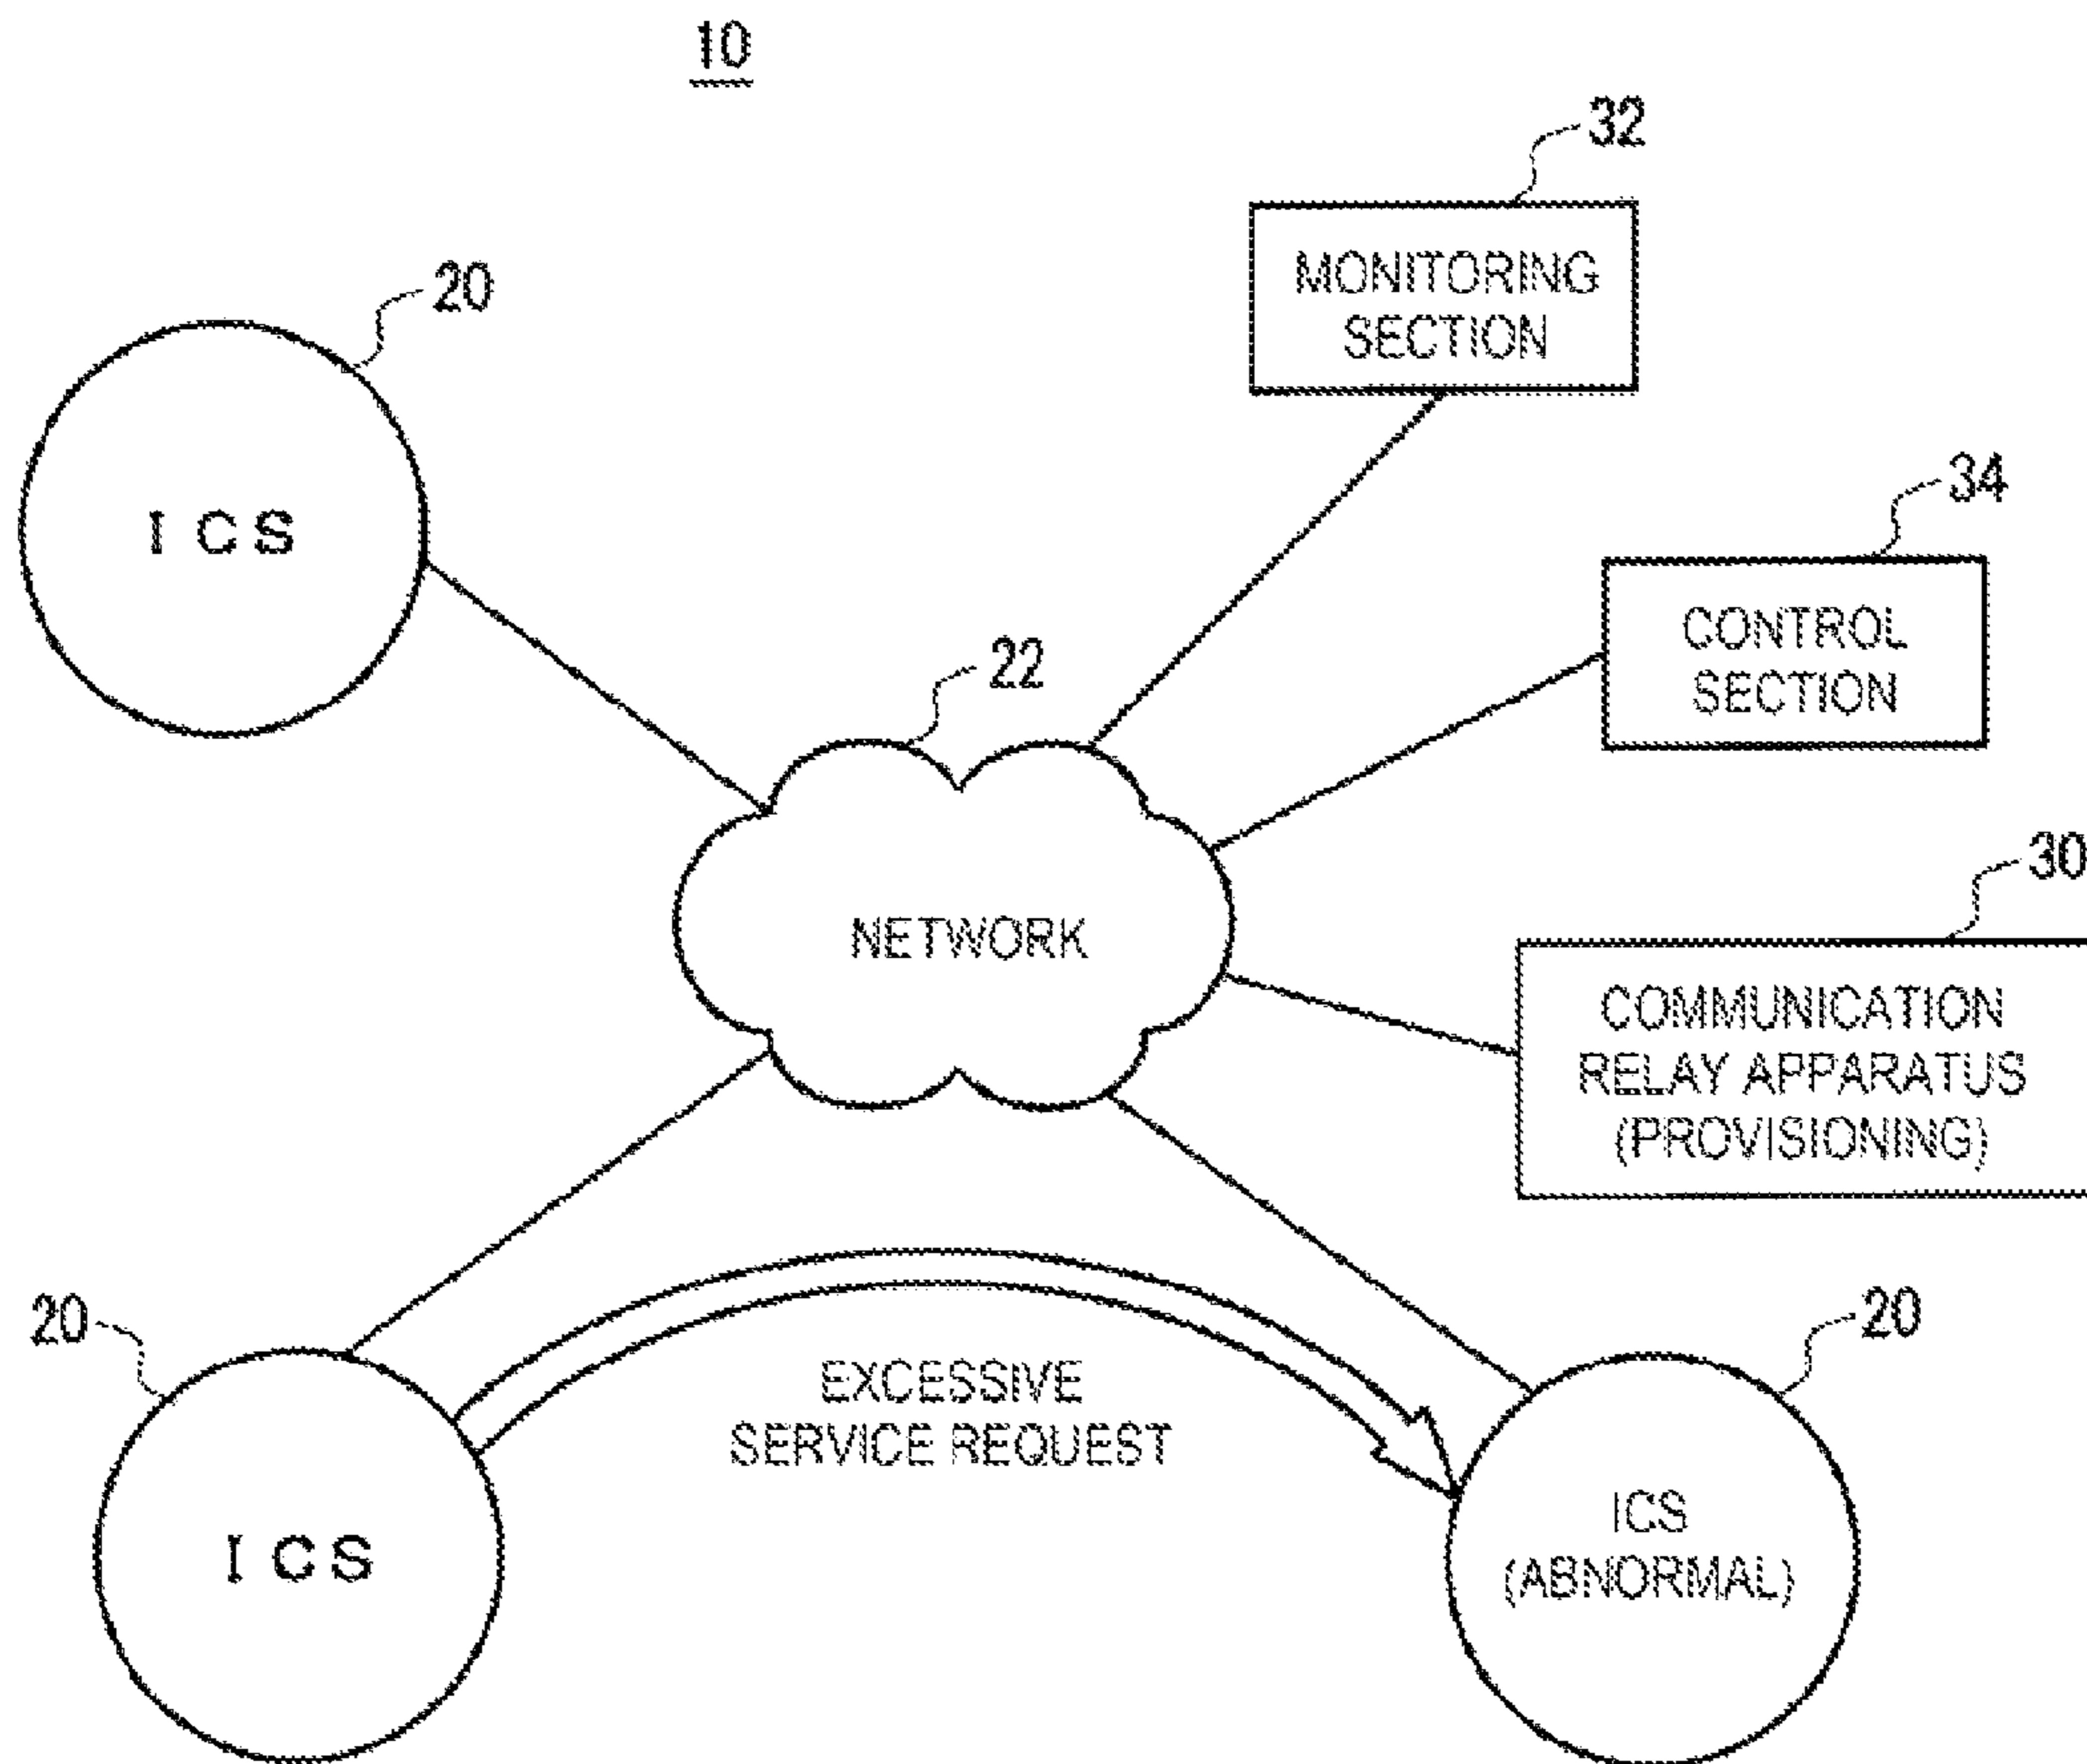 10
32
MONITORING
SECTION
20
ICS
34
CONTROL
SECTION
22
NETWORK
30
COMMUNICATION
RELAY APPARATUS
(PROVISIONING)
20
ICS
EXCESSIVE
SERVICE REQUEST
20
ICS
(ABNORMAL)